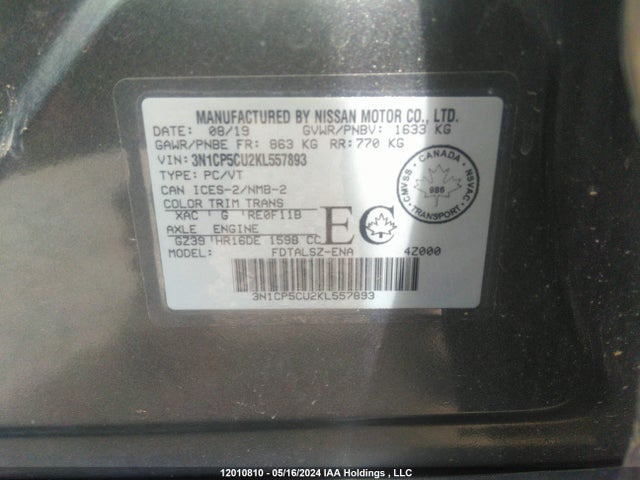 MANUFACTURED BY NISSAN MOTOR CO., LTD.
DATE: 08/19 GVWR/PNBV: 1633 KG
GAWR/PNBE FR: 863 KG RR: 770 KG
VIN: 3N1CP5CU2KL557893
TYPE: PC/VT
CAN ICES-2/NMB-2
COLOR TRIM TRANS
XAC ' G ' RE0F11B
AXLE ENGINE
GZ39 ' HR16DE 1598 CC
EC
MODEL: FDTALSZ-ENA 4Z000
3N1CP5CU2KL557893
CANADA
CMVSS 986 NSVAC
TRANSPORT
12010810 - 05/16/2024 IAA Holdings , LLC